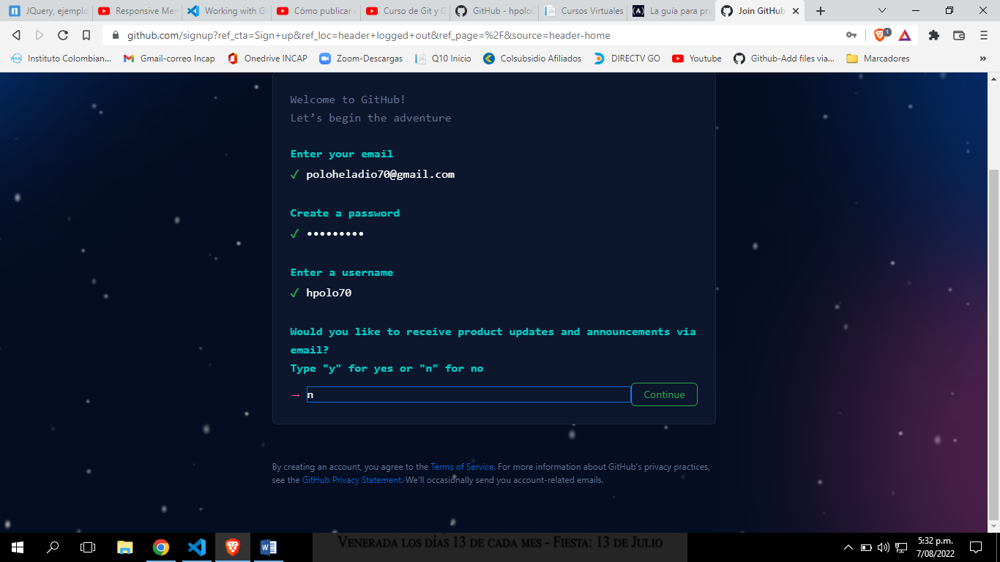 JQuery, ejemplo
Responsive Mer
Working with Gi
Cómo publicar u
Curso de Git y G
GitHub - hpolo
Cursos Virtuales
La guía para prin
Join GitHub
github.com/signup?ref_cta=Sign+up&ref_loc=header+logged+out&ref_page=%2F&source=header-home
1
Instituto Colombian...
Gmail-correo Incap
Onedrive INCAP
Zoom-Descargas
Q10 Inicio
Colsubsidio Afiliados
DIRECTV GO
Youtube
Github-Add files via...
Marcadores
»
Welcome to GitHub!
Let’s begin the adventure
Enter your email
✓ poloheladio70@gmail.com
Create a password
✓ •••••••••
Enter a username
✓ hpolo70
Would you like to receive product updates and announcements via
email?
Type "y" for yes or "n" for no
→ n
Continue
By creating an account, you agree to the Terms of Service. For more information about GitHub's privacy practices,
see the GitHub Privacy Statement. We'll occasionally send you account-related emails.
Venerada los días 13 de cada mes - Fiesta: 13 de Julio
5:32 p.m.
7/08/2022